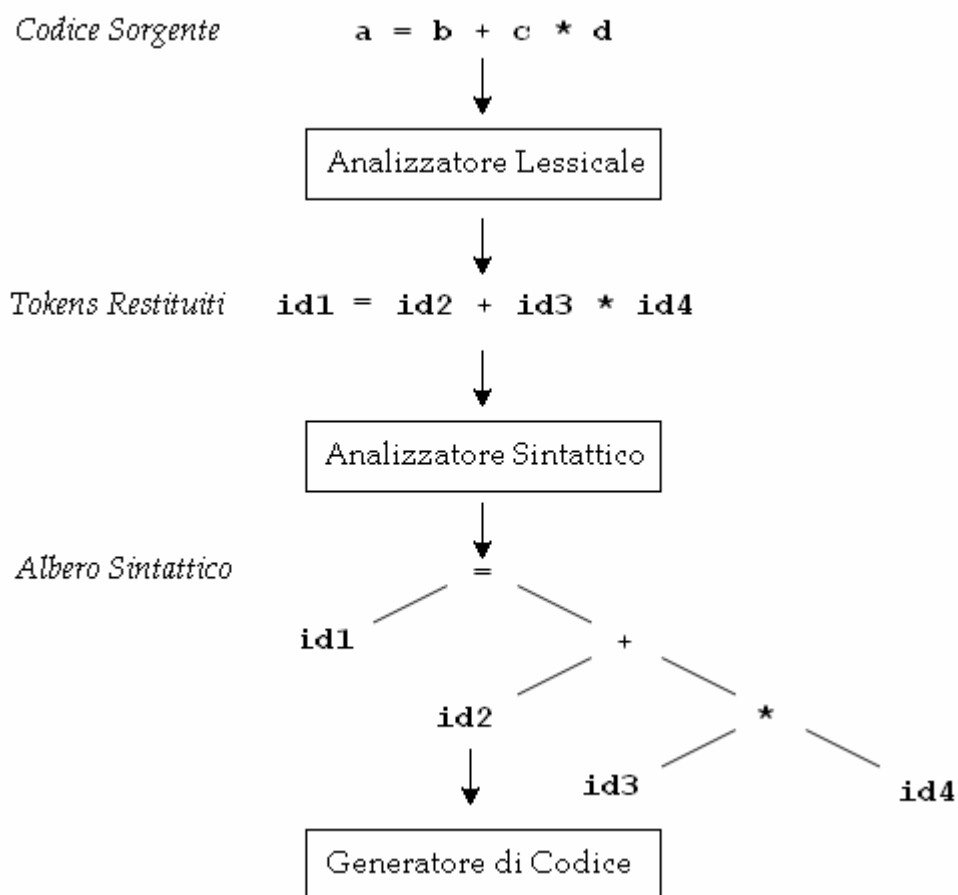 Codice Sorgente a = b + c * d
Analizzatore Lessicale
Tokens Restituiti id1 = id2 + id3 * id4
Analizzatore Sintattico
Albero Sintattico =
id1 +
id2 *
id3 id4
Generatore di Codice